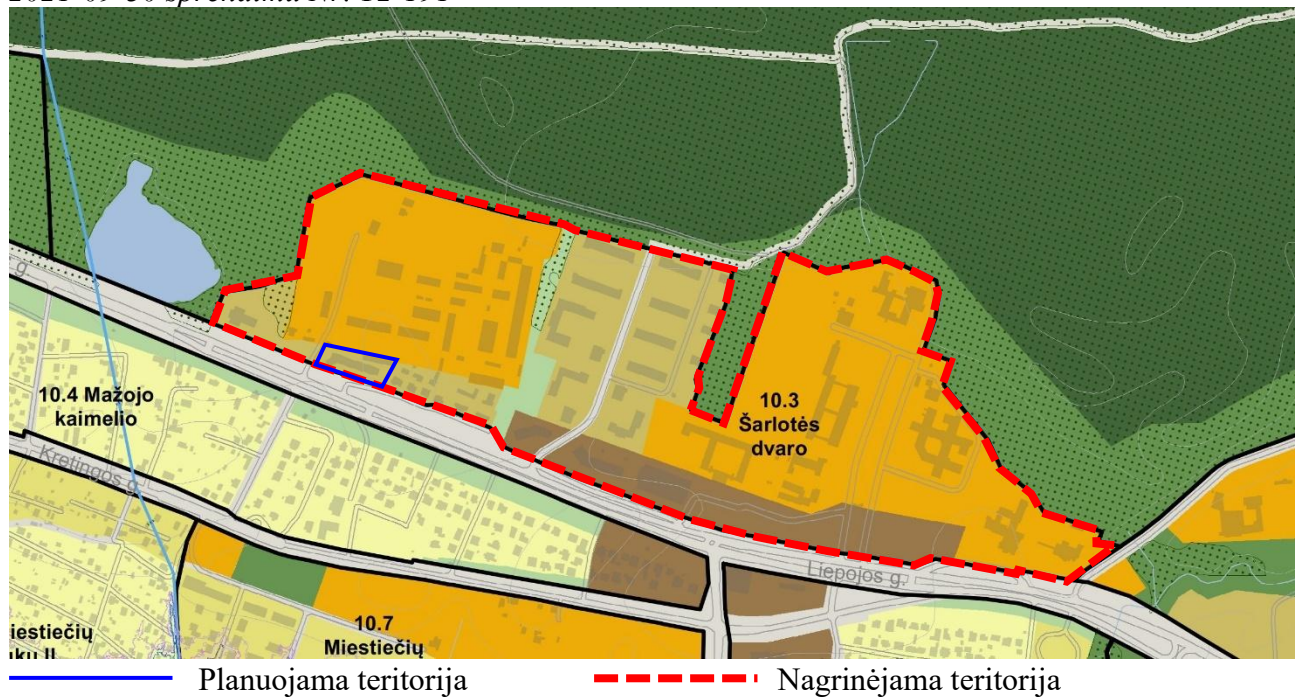 g.
10.4 Mažojo
kaimelio
Kretingos g.
10.3
Šarlotės
dvaro
Liepojos g.
10.7
Miestiečių
Planuojama teritorija
Nagrinėjama teritorija